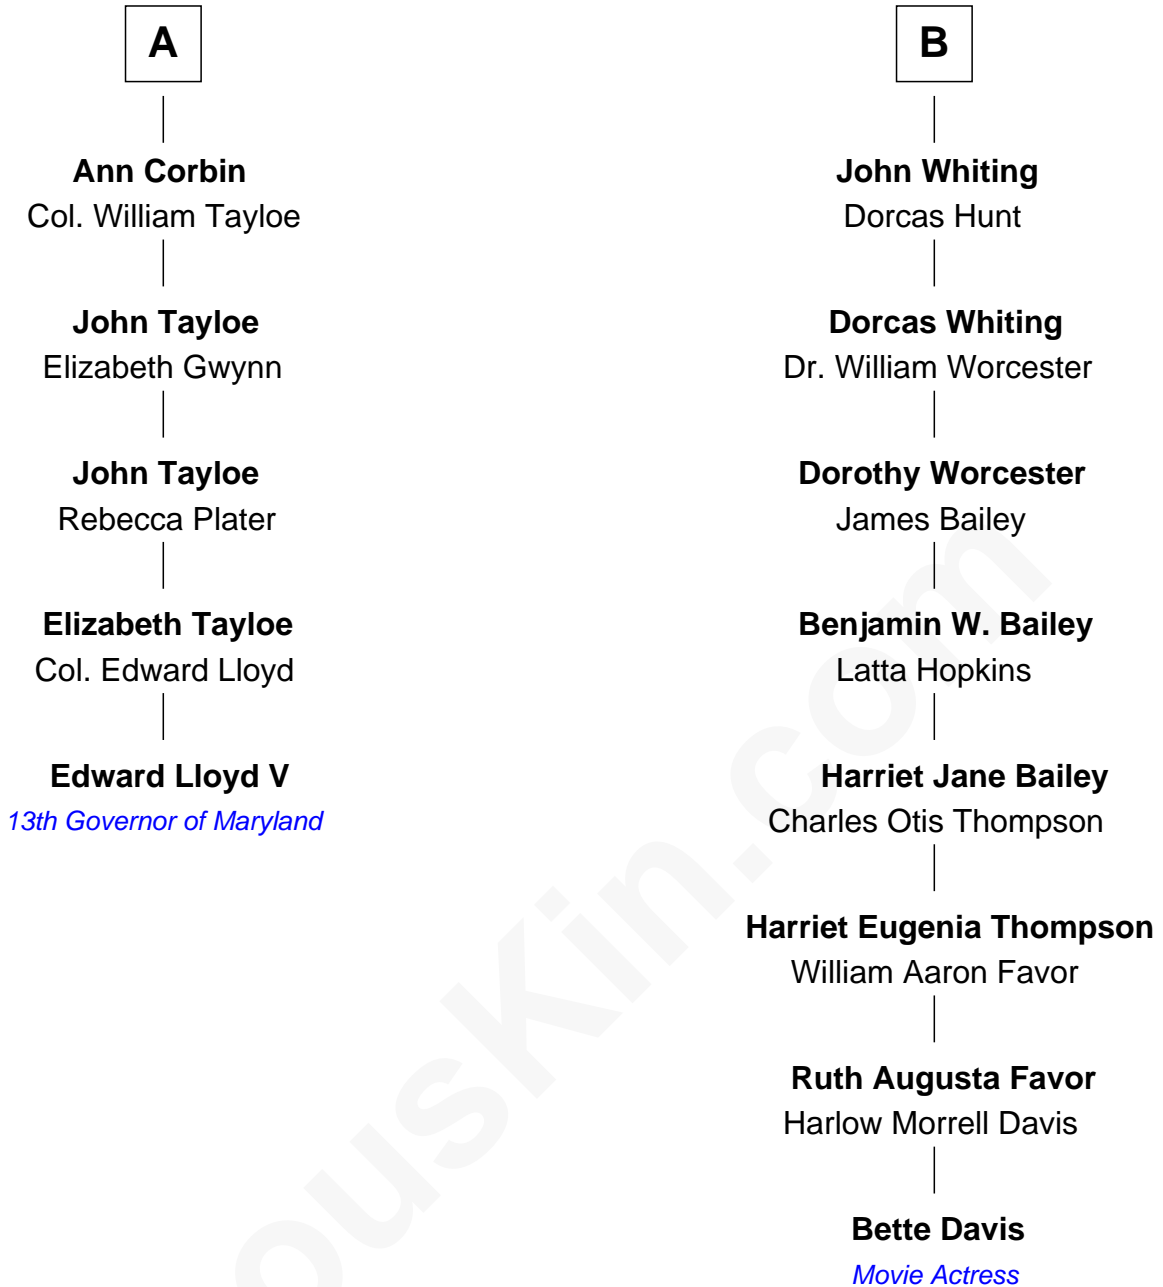 A
Ann Corbin
Col. William Tayloe
John Tayloe
Elizabeth Gwynn
John Tayloe
Rebecca Plater
Elizabeth Tayloe
Col. Edward Lloyd
Edward Lloyd V
13th Governor of Maryland
B
John Whiting
Dorcas Hunt
Dorcas Whiting
Dr. William Worcester
Dorothy Worcester
James Bailey
Benjamin W. Bailey
Latta Hopkins
Harriet Jane Bailey
Charles Otis Thompson
Harriet Eugenia Thompson
William Aaron Favor
Ruth Augusta Favor
Harlow Morrell Davis
Bette Davis
Movie Actress
ousKin.com